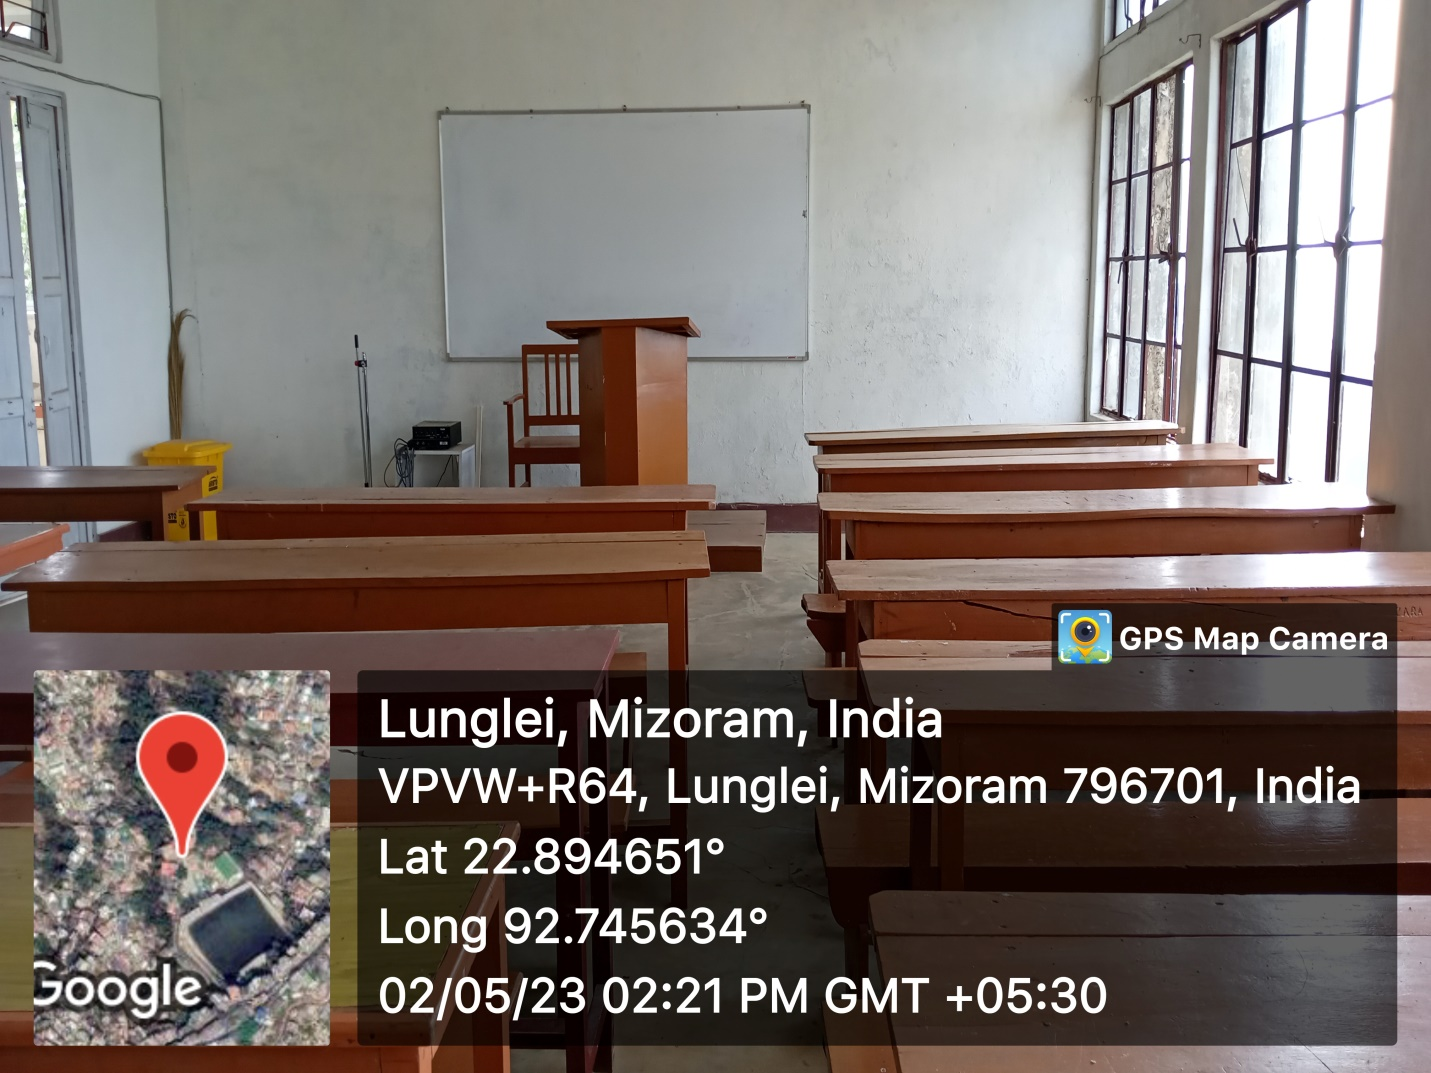 GPS Map Camera
Lunglei, Mizoram, India
VPVW+R64, Lunglei, Mizoram 796701, India
Lat 22.894651°
Long 92.745634°
02/05/23 02:21 PM GMT +05:30
Google